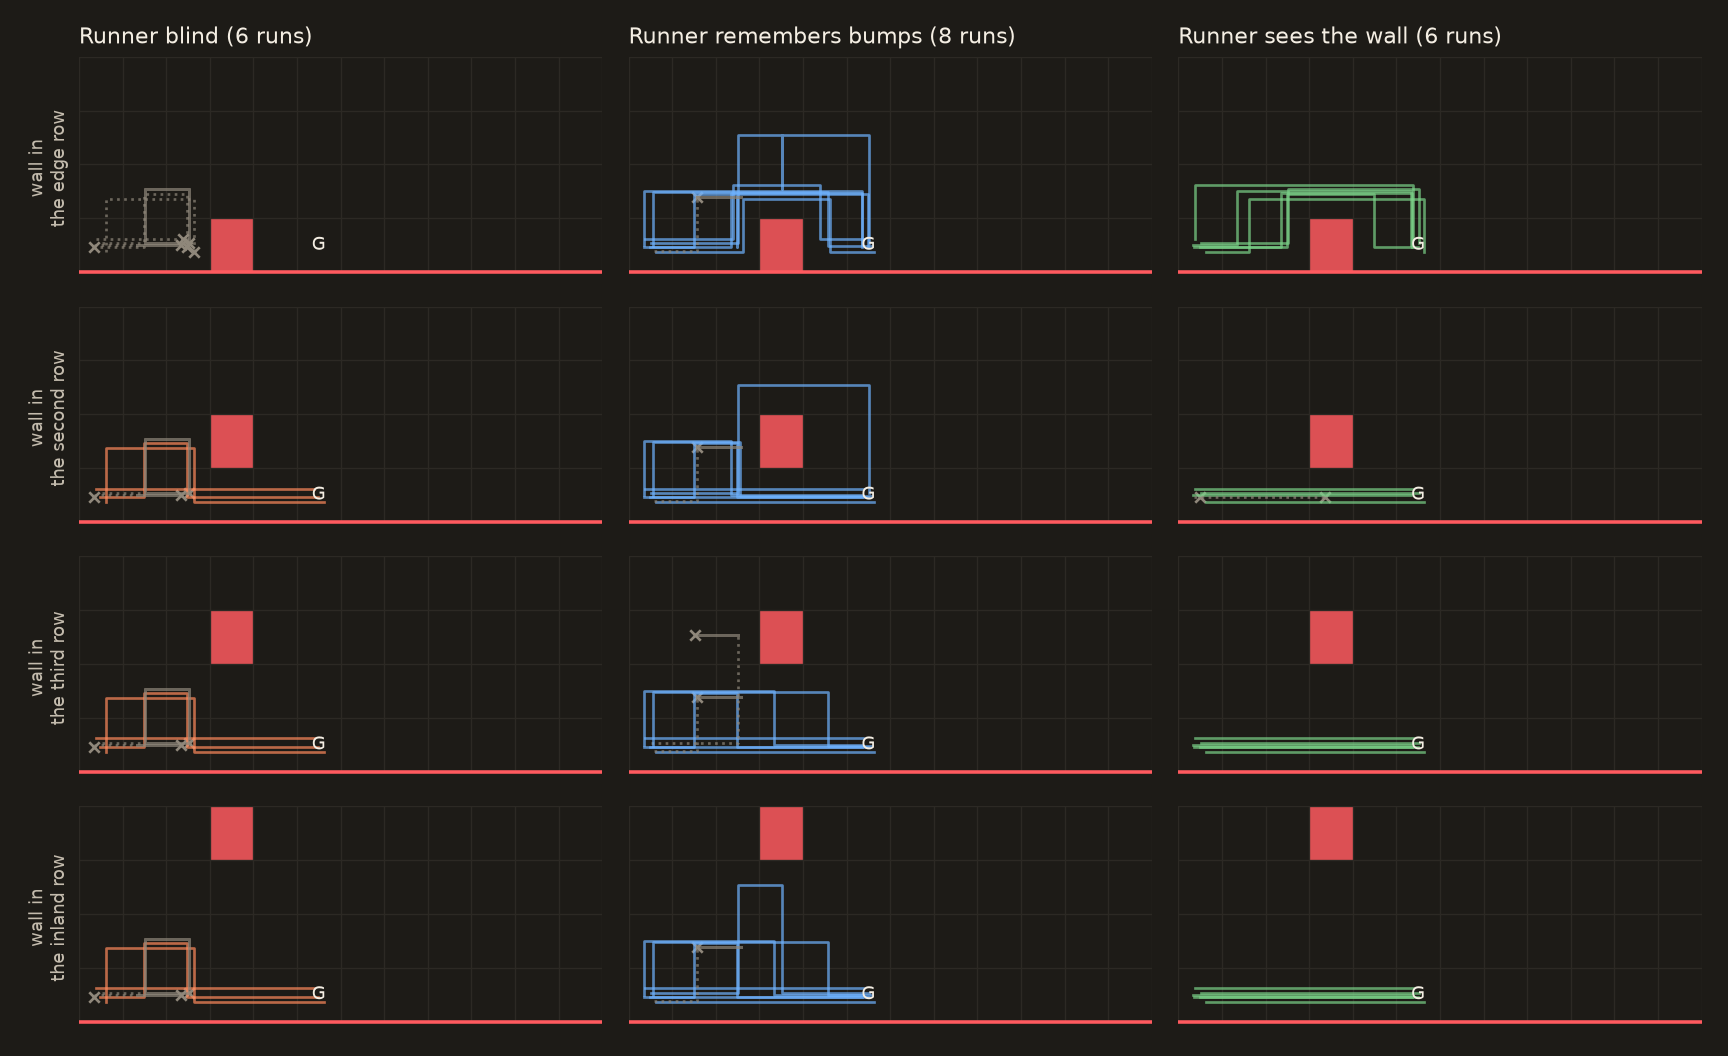 Runner blind (6 runs)
Runner remembers bumps (8 runs)
Runner sees the wall (6 runs)
wall in
the edge row
G
G
G
wall in
the second row
G
G
G
wall in
the third row
G
G
G
wall in
the inland row
G
G
G